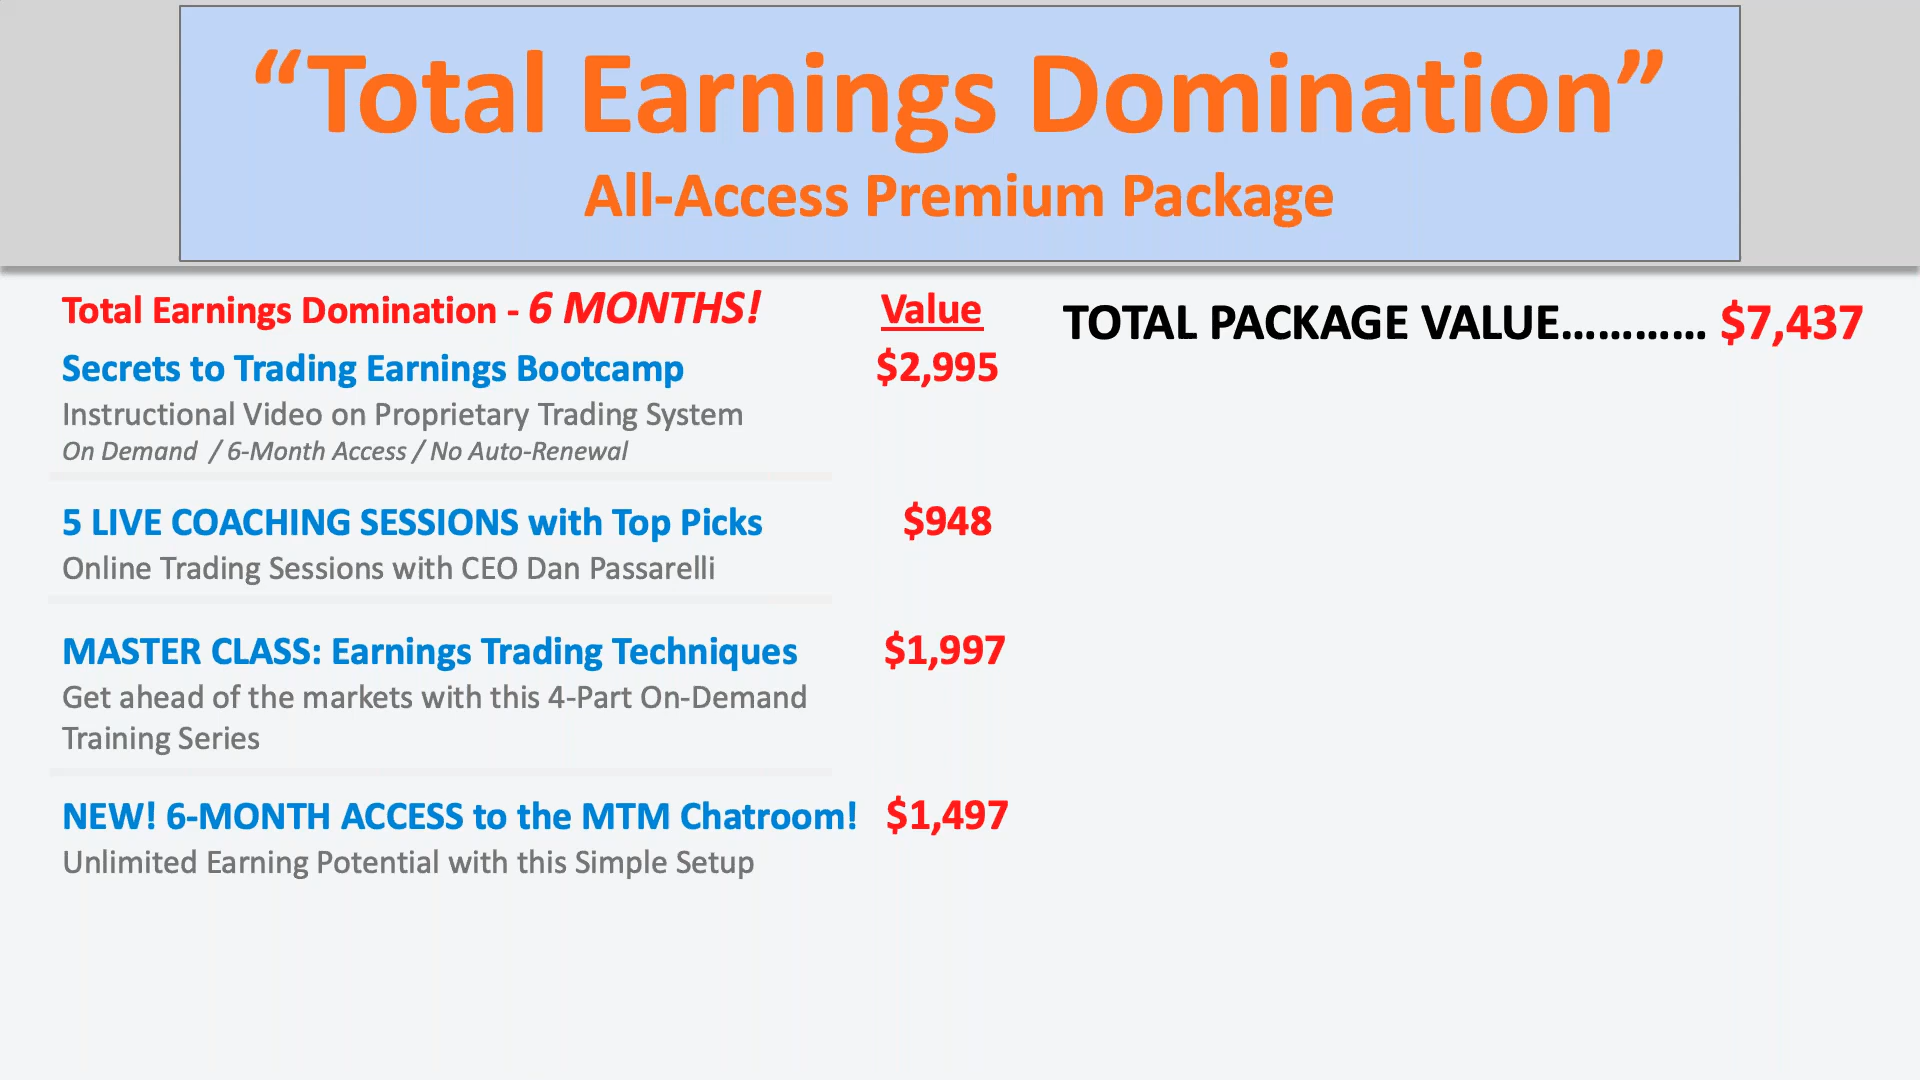 “Total Earnings Domination”
All-Access Premium Package
Total Earnings Domination - 6 MONTHS!
Value
Secrets to Trading Earnings Bootcamp
$2,995
Instructional Video on Proprietary Trading System
On Demand / 6-Month Access / No Auto-Renewal
5 LIVE COACHING SESSIONS with Top Picks
$948
Online Trading Sessions with CEO Dan Passarelli
MASTER CLASS: Earnings Trading Techniques
$1,997
Get ahead of the markets with this 4-Part On-Demand
Training Series
NEW! 6-MONTH ACCESS to the MTM Chatroom!
$1,497
Unlimited Earning Potential with this Simple Setup
TOTAL PACKAGE VALUE............ $7,437